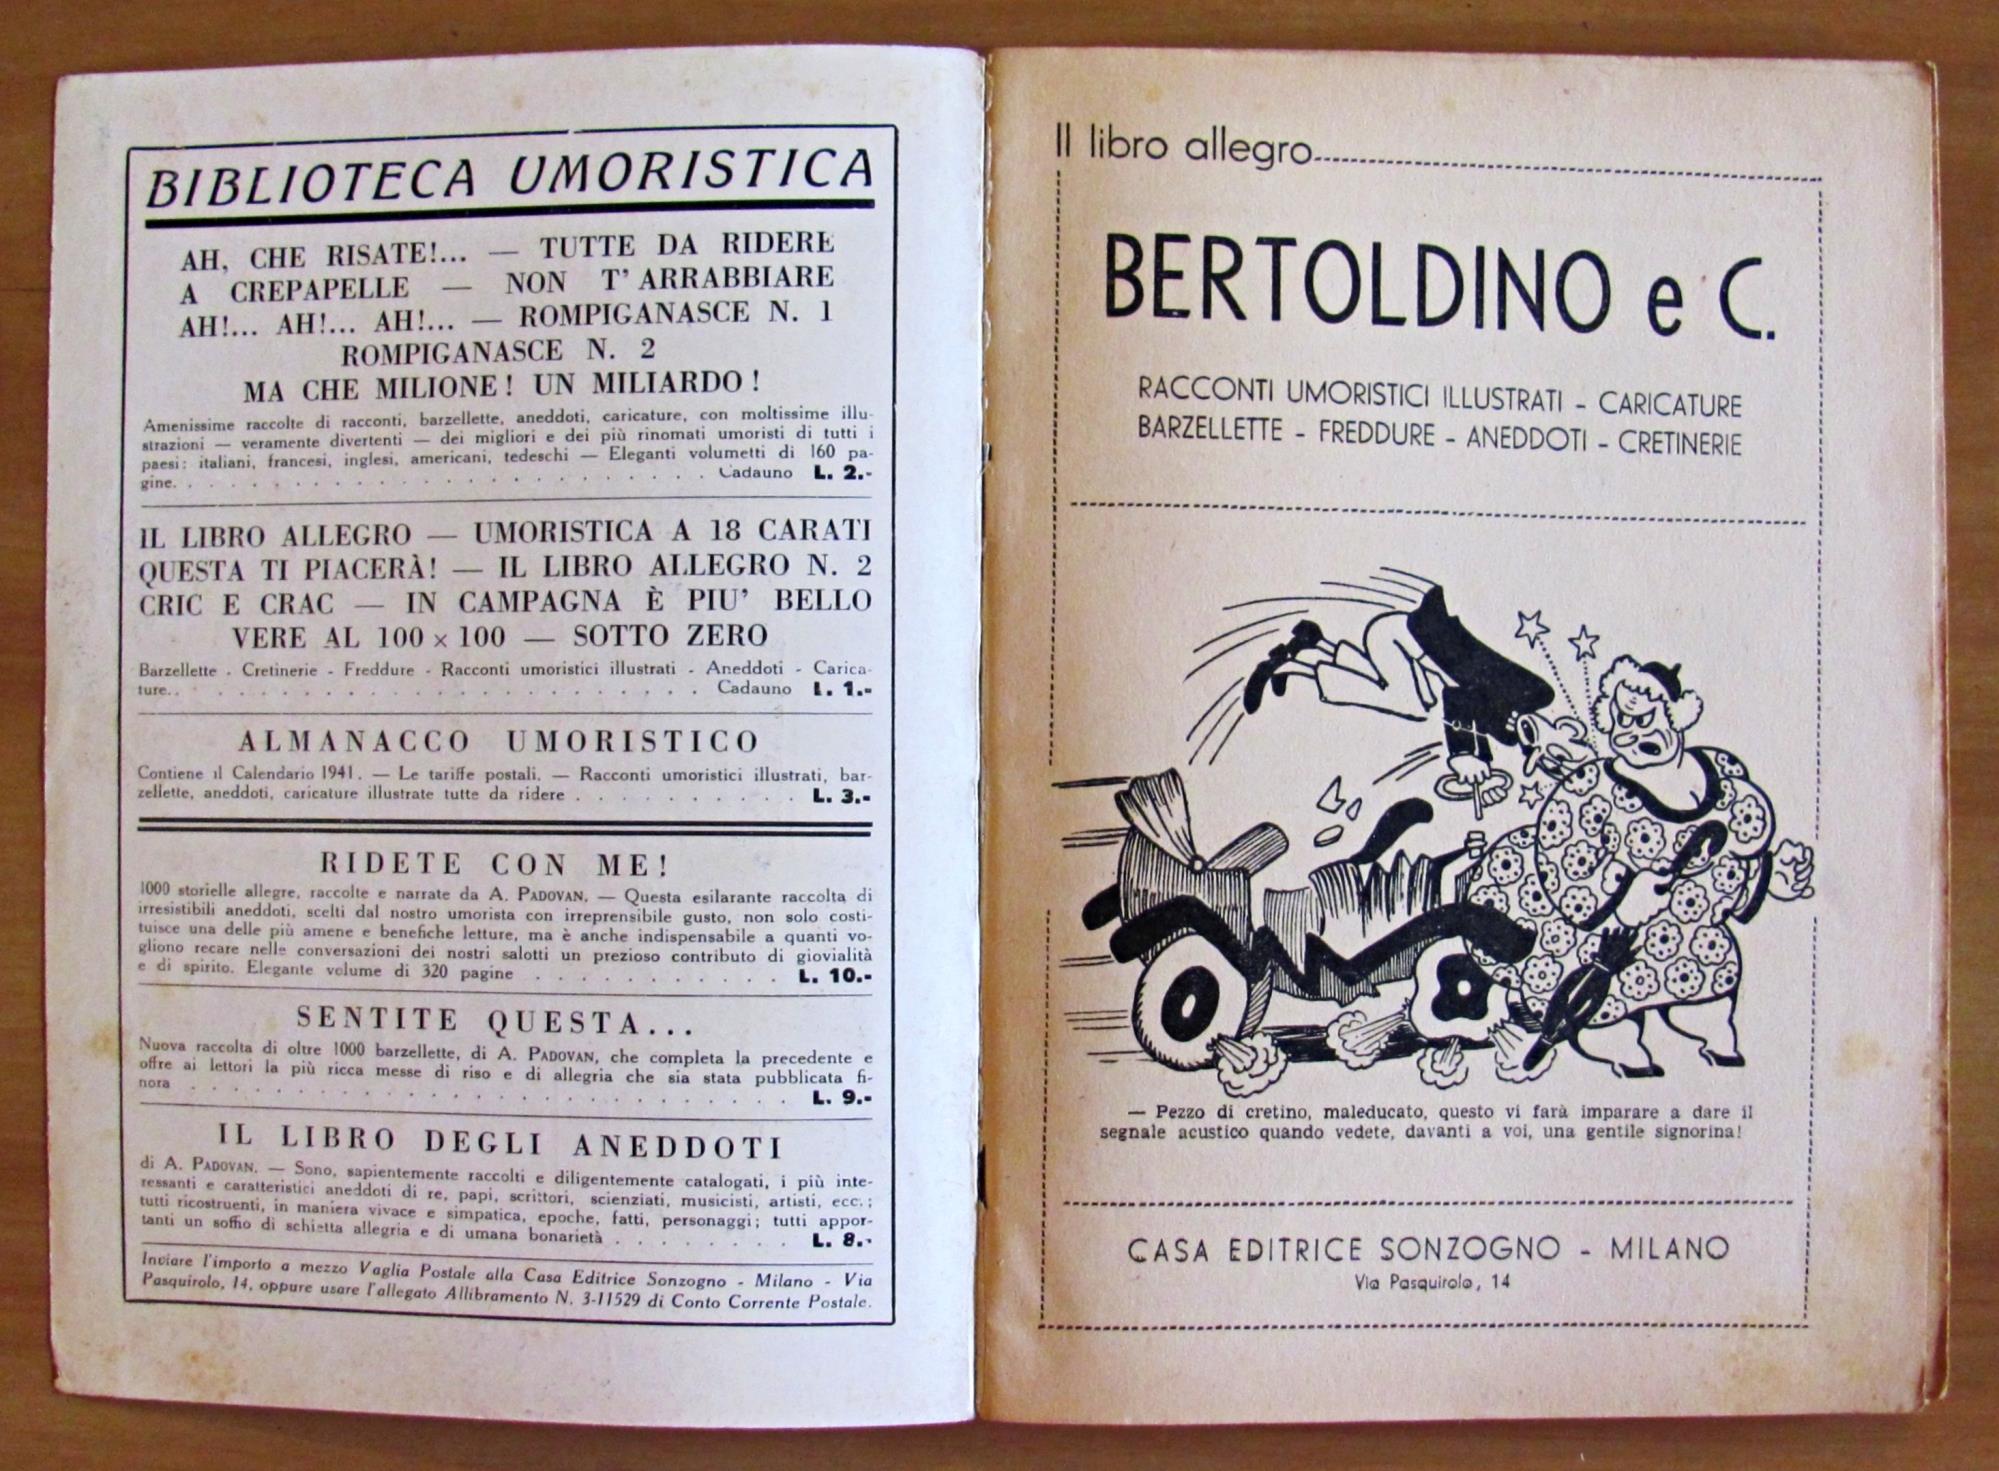 BIBLIOTECA UMORISTICA
AH, CHE RISATE!... — TUTTE DA RIDERE
A CREPAPELLE — NON T' ARRABBIARE
AH!... AH!... AH!... — ROMPIGANASCE N. 1
ROMPIGANASCE N. 2
MA CHE MILIONE! UN MILIARDO!
Amenissime raccolte di racconti, barzellette, aneddoti, caricature, con moltissime illu-
strazioni — veramente divertenti — dei migliori e dei più rinomati umoristi di tutti i
paesi: italiani, francesi, inglesi, americani, tedeschi — Eleganti volumetti di 160 pa-
gine. . . . . . . . . . . . . . . . . . . . . Cadauno L. 2.-
IL LIBRO ALLEGRO — UMORISTICA A 18 CARATI
QUESTA TI PIACERÀ! — IL LIBRO ALLEGRO N. 2
CRIC E CRAC — IN CAMPAGNA È PIU' BELLO
VERE AL 100 × 100 — SOTTO ZERO
Barzellette - Cretinerie - Freddure - Racconti umoristici illustrati - Aneddoti - Carica-
ture. . . . . . . . . . . . . . . . . . . . . Cadauno L. 1.-
ALMANACCO UMORISTICO
Contiene il Calendario 1941. — Le tariffe postali. — Racconti umoristici illustrati, bar-
zellette, aneddoti, caricature illustrate tutte da ridere . . . . . . . . . . L. 3.-
RIDETE CON ME!
1000 storielle allegre, raccolte e narrate da A. PADOVAN. — Questa esilarante raccolta di
irresistibili aneddoti, scelti dal nostro umorista con irreprensibile gusto, non solo costi-
tuisce una delle più amene e benefiche letture, ma è anche indispensabile a quanti vo-
gliono recare nelle conversazioni dei nostri salotti un prezioso contributo di giovialità
e di spirito. Elegante volume di 320 pagine . . . . . . . . . . . L. 10.-
SENTITE QUESTA...
Nuova raccolta di oltre 1000 barzellette, di A. PADOVAN, che completa la precedente e
offre ai lettori la più ricca messe di riso e di allegria che sia stata pubblicata fi-
nora . . . . . . . . . . . . . . . . . . . . . . . . L. 9.-
IL LIBRO DEGLI ANEDDOTI
di A. PADOVAN. — Sono, sapientemente raccolti e diligentemente catalogati, i più inte-
ressanti e caratteristici aneddoti di re, papi, scrittori, scienziati, musicisti, artisti, ecc.;
tutti ricostruenti, in maniera vivace e simpatica, epoche, fatti, personaggi; tutti appor-
tanti un soffio di schietta allegria e di umana bonarietà . . . . . . . . L. 8.-
Inviare l'importo a mezzo Vaglia Postale alla Casa Editrice Sonzogno - Milano - Via
Pasquirolo, 14, oppure usare l'allegato Allibramento N. 3-11529 di Conto Corrente Postale.
Il libro allegro
BERTOLDINO e C.
RACCONTI UMORISTICI ILLUSTRATI - CARICATURE
BARZELLETTE - FREDDURE - ANEDDOTI - CRETINERIE
— Pezzo di cretino, maleducato, questo vi farà imparare a dare il
segnale acustico quando vedete, davanti a voi, una gentile signorina!
CASA EDITRICE SONZOGNO - MILANO
Via Pasquirolo, 14